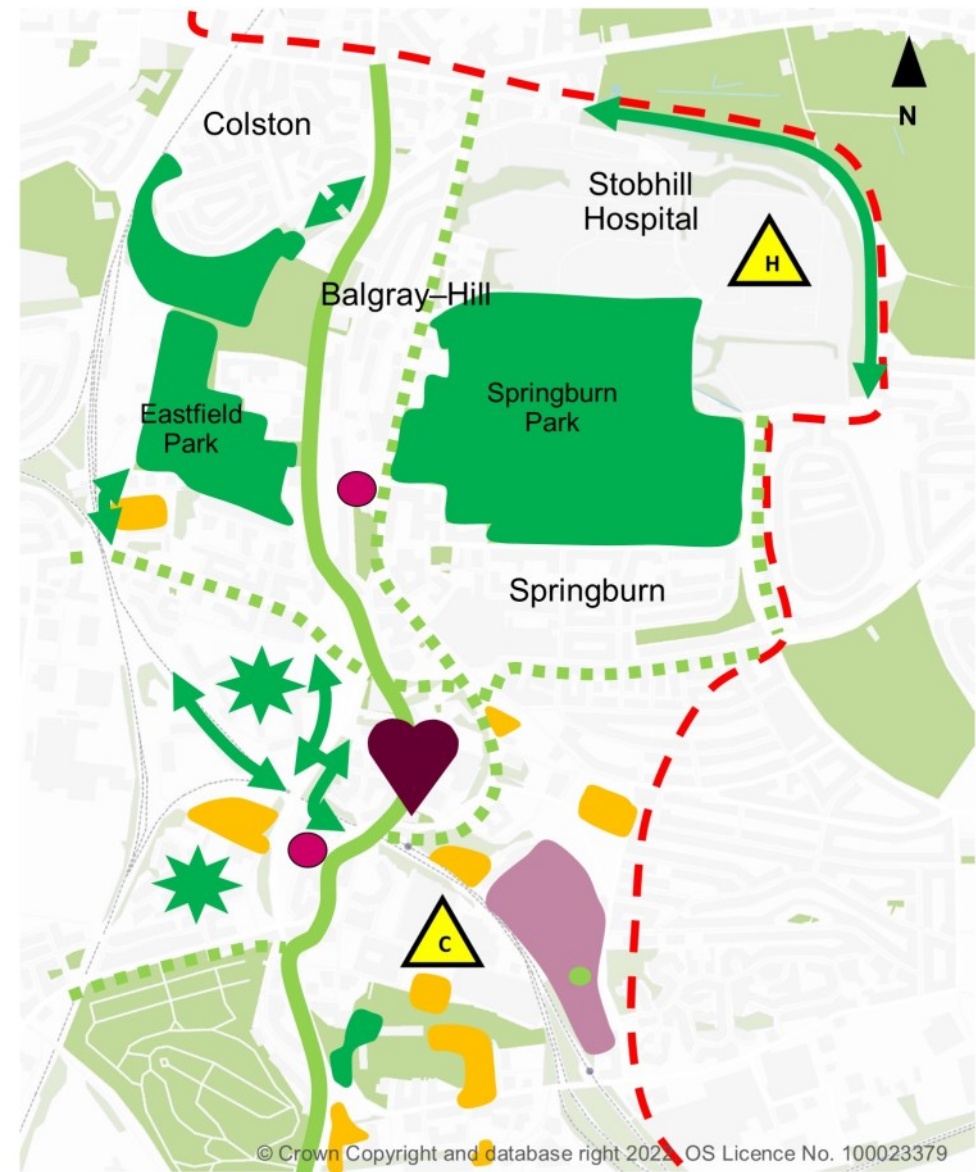 Colston
N
Stobhill
Hospital
H
Balgray–Hill
Springburn
Park
Eastfield
Park
Springburn
C
© Crown Copyright and database right 2022. OS Licence No. 100023379